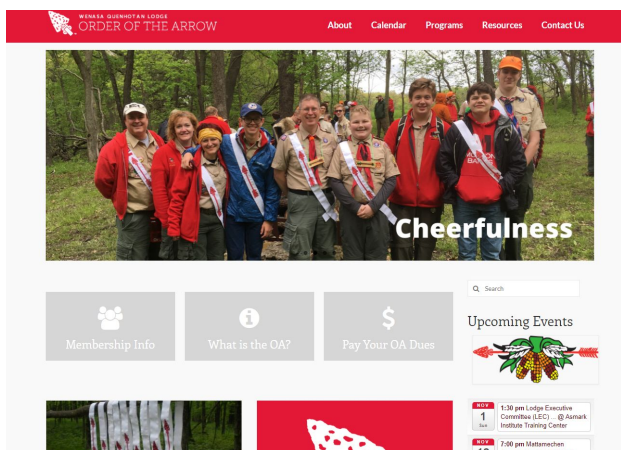 WENASA QUENHOTAN LODGE
ORDER OF THE ARROW
About Calendar Programs Resources Contact Us
Cheerfulness
Search
Membership Info
What is the OA?
Pay Your OA Dues
Upcoming Events
NOV
1
Sun
1:30 pm Lodge Executive
Committee (LEC) ... @ Asmark
Institute Training Center
NOV
7:00 pm Mattamechen